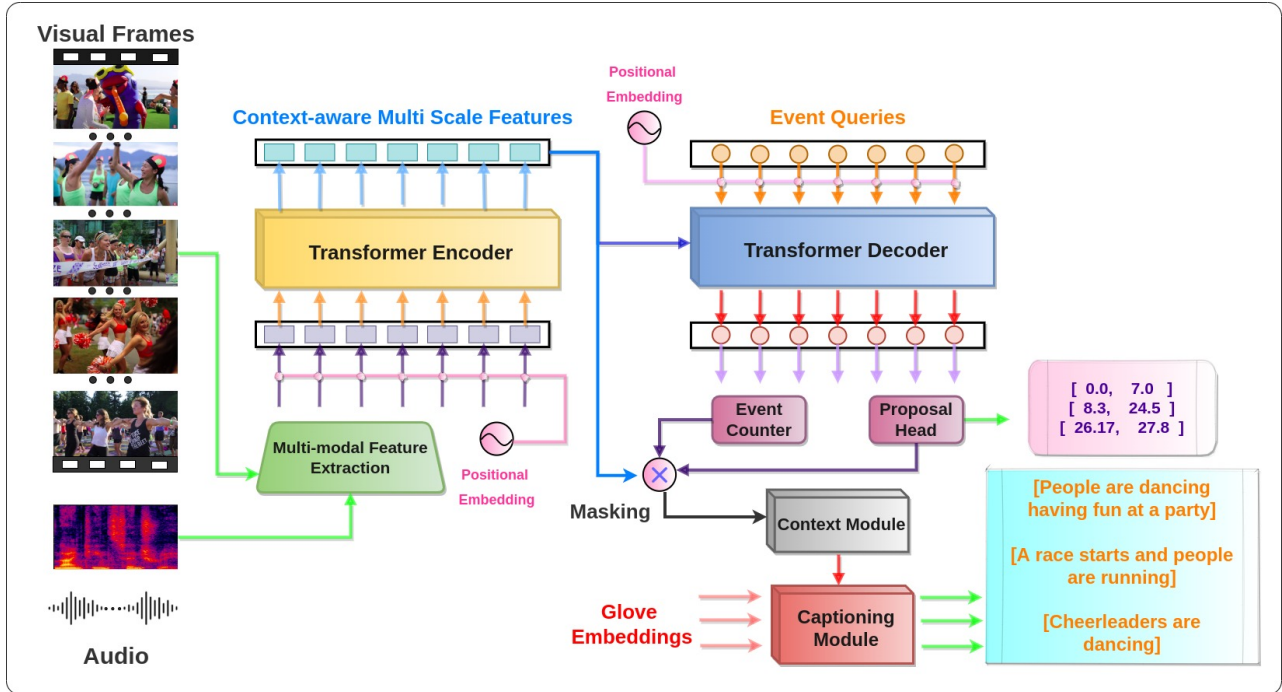 Visual Frames
Audio
Context-aware Multi Scale Features
Transformer Encoder
Multi-modal Feature
Extraction
Positional
Embedding
Positional
Embedding
Event Queries
Transformer Decoder
Event
Counter
Proposal
Head
[ 0.0, 7.0 ]
[ 8.3, 24.5 ]
[ 26.17, 27.8 ]
Masking
Context Module
Glove
Embeddings
Captioning
Module
[People are dancing
having fun at a party]
[A race starts and people
are running]
[Cheerleaders are
dancing]